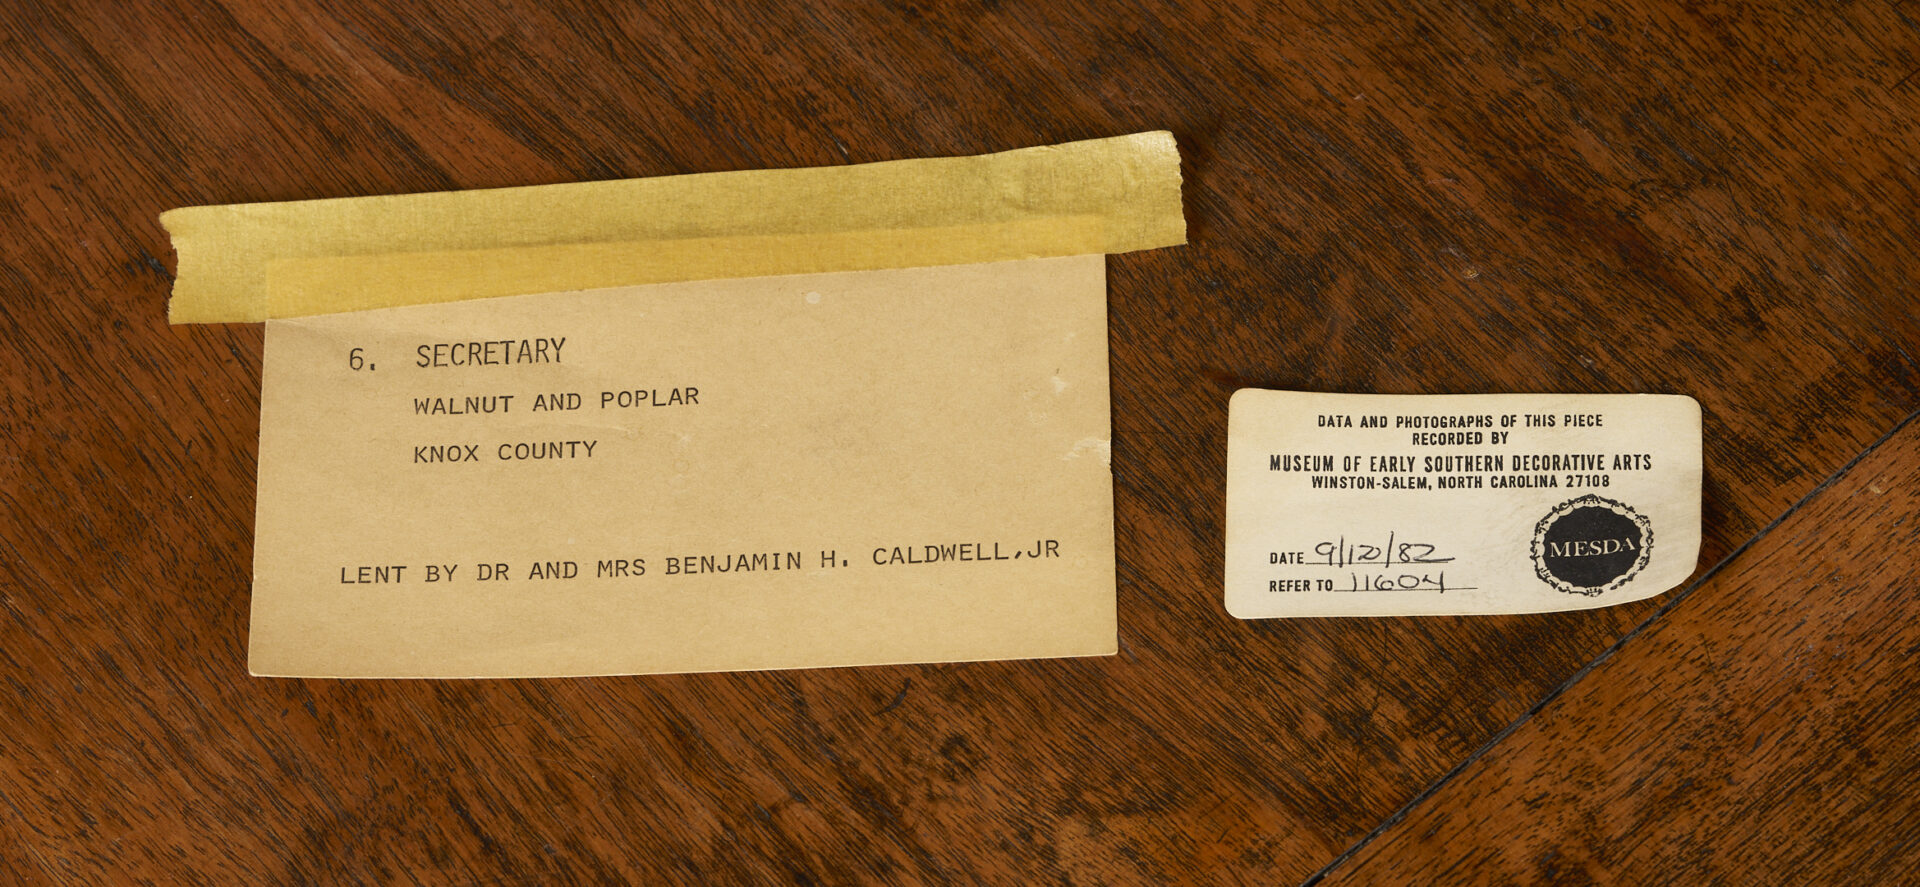 6. SECRETARY
WALNUT AND POPLAR
KNOX COUNTY
LENT BY DR AND MRS BENJAMIN H. CALDWELL,JR
DATA AND PHOTOGRAPHS OF THIS PIECE
RECORDED BY
MUSEUM OF EARLY SOUTHERN DECORATIVE ARTS
WINSTON-SALEM, NORTH CAROLINA 27108
MESDA
DATE 9/12/82
REFER TO 11604